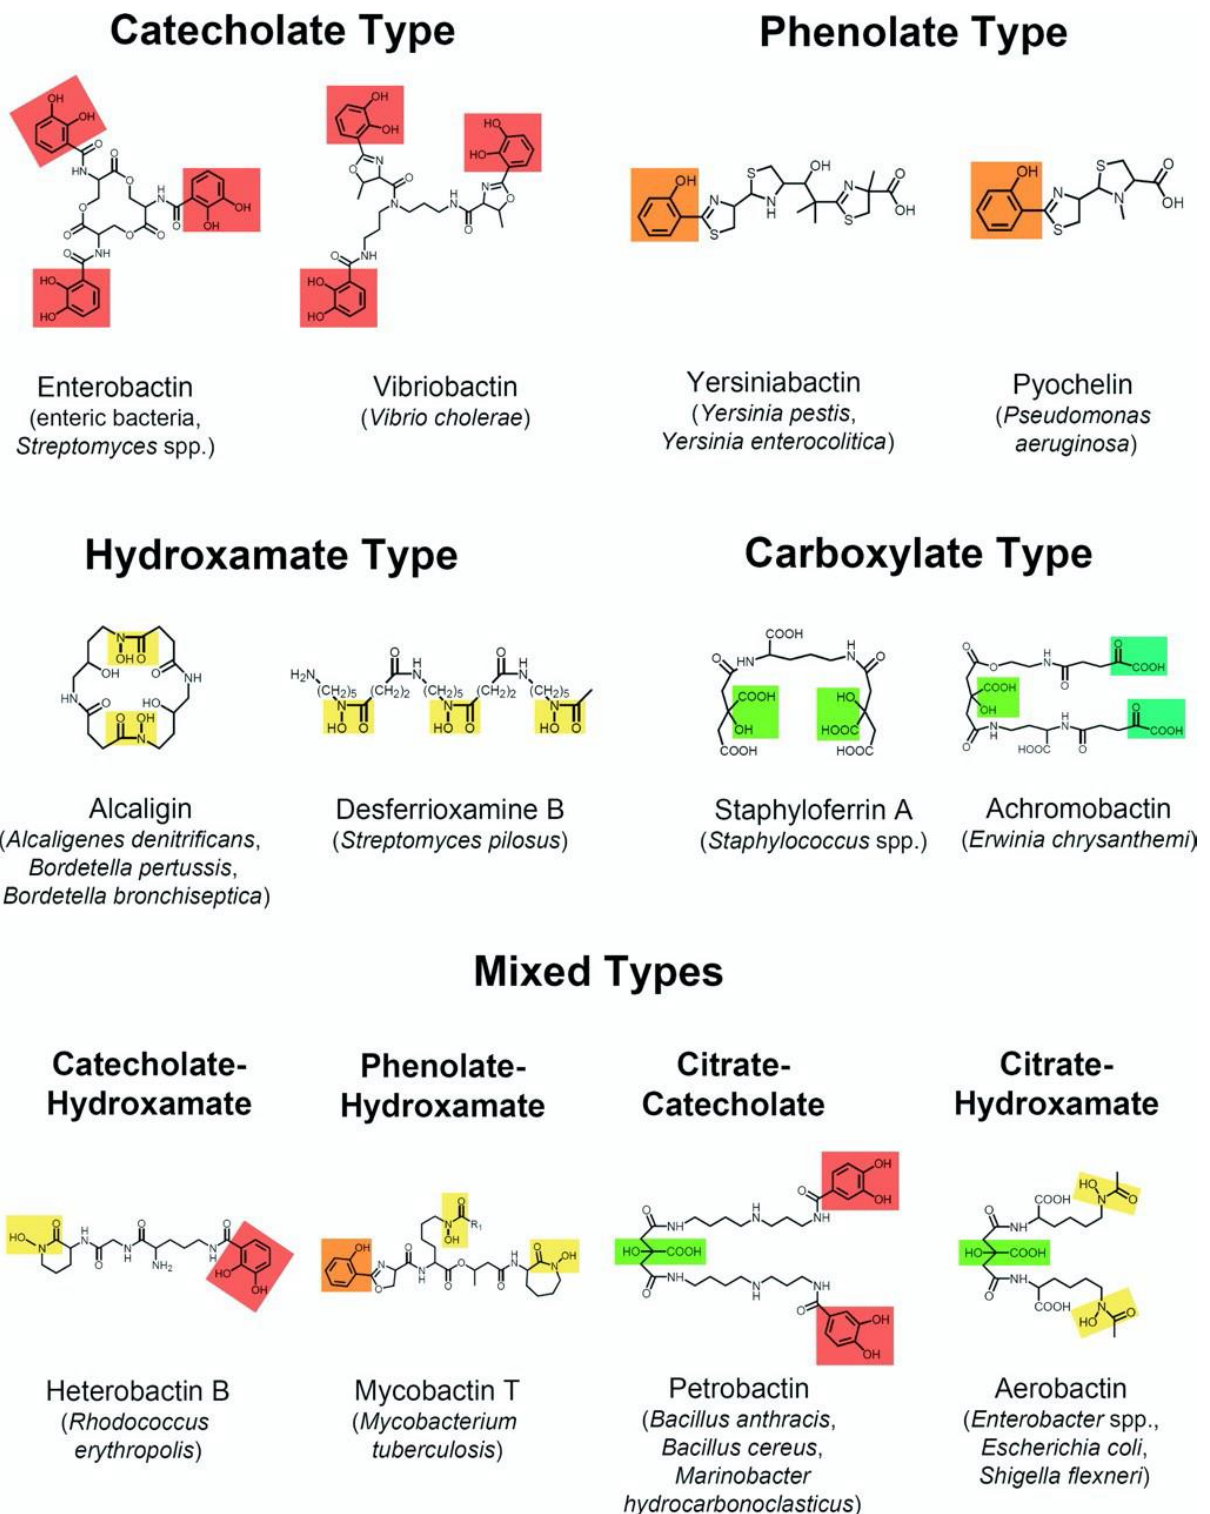 Catecholate Type
Phenolate Type
Enterobactin
(enteric bacteria,
Streptomyces spp.)
Vibriobactin
(Vibrio cholerae)
Yersiniabactin
(Yersinia pestis,
Yersinia enterocolitica)
Pyochelin
(Pseudomonas
aeruginosa)
Hydroxamate Type
Carboxylate Type
Alcaligin
(Alcaligenes denitrificans,
Bordetella pertussis,
Bordetella bronchiseptica)
Desferrioxamine B
(Streptomyces pilosus)
Staphyloferrin A
(Staphylococcus spp.)
Achromobactin
(Erwinia chrysanthemi)
Mixed Types
Catecholate-
Hydroxamate
Phenolate-
Hydroxamate
Citrate-
Catecholate
Citrate-
Hydroxamate
Heterobactin B
(Rhodococcus
erythropolis)
Mycobactin T
(Mycobacterium
tuberculosis)
Petrobactin
(Bacillus anthracis,
Bacillus cereus,
Marinobacter
hydrocarbonoclasticus)
Aerobactin
(Enterobacter spp.,
Escherichia coli,
Shigella flexneri)